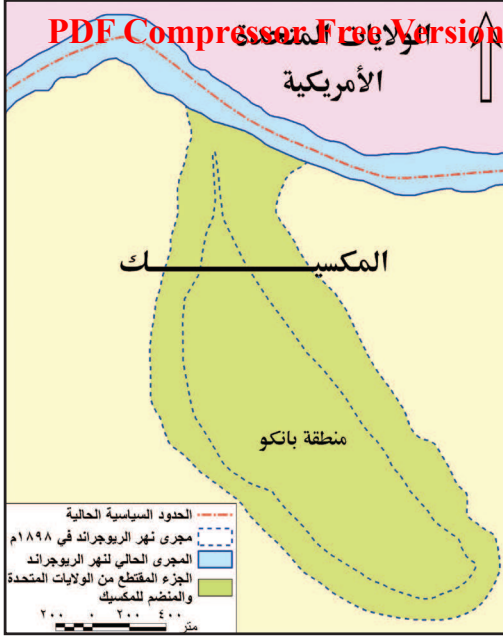 PDF Compressor Free Version
الولايات المتحدة
الأمريكية
المكسيـــك
منطقة بانكو
الحدود السياسية الحالية
مجرى نهر الريوجراند في ١٨٩٨م
المجرى الحالي لنهر الريوجراند
الجزء المقتطع من الولايات المتحدة
والمنضم للمكسيك
٢٠٠ ٠ ٢٠٠ ٤٠٠
متر